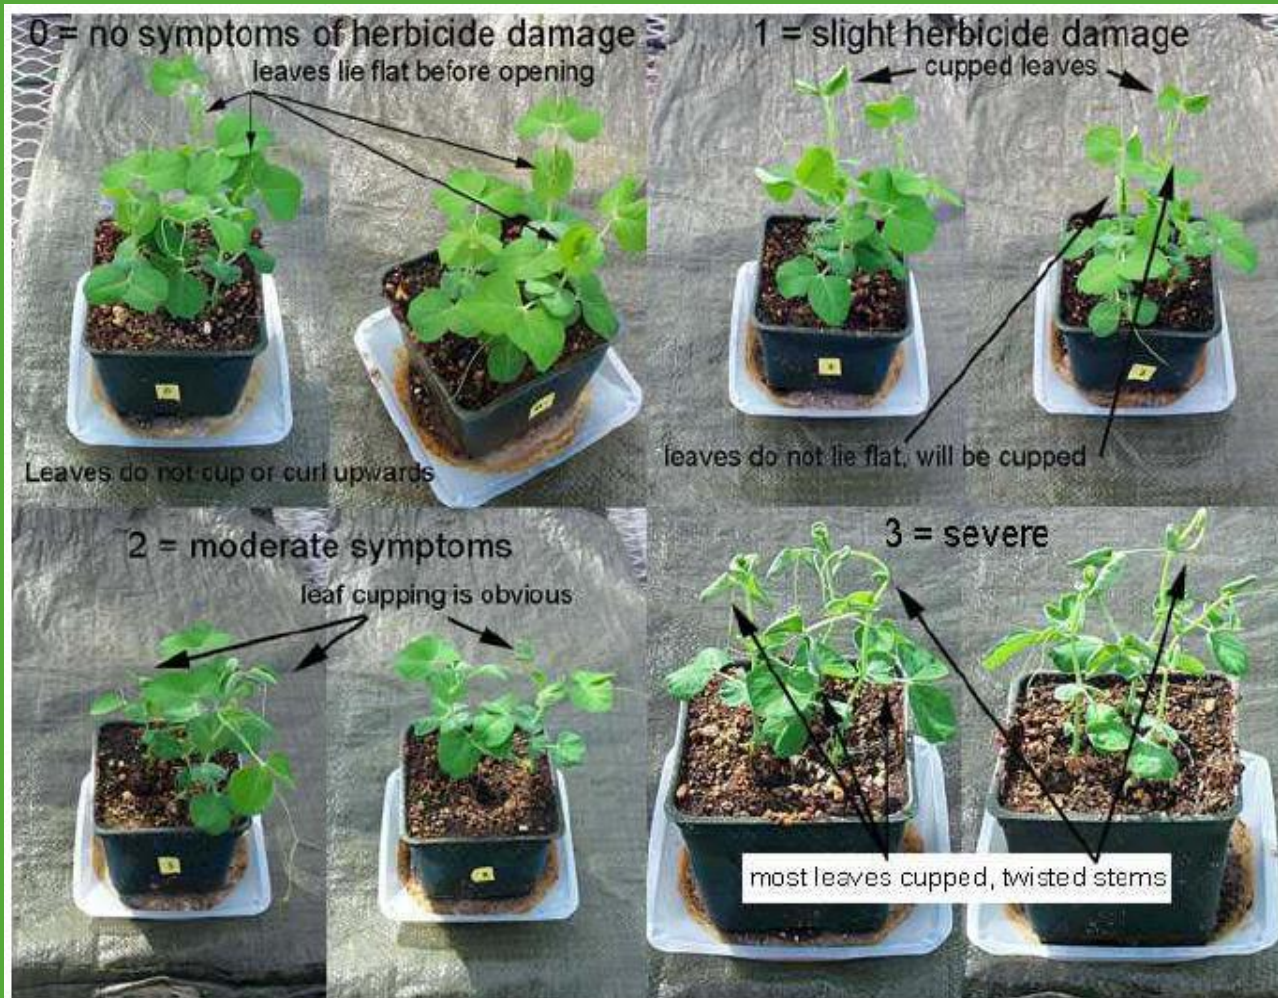 0 = no symptoms of herbicide damage
leaves lie flat before opening
Leaves do not cup or curl upwards
1 = slight herbicide damage
cupped leaves
leaves do not lie flat, will be cupped
2 = moderate symptoms
leaf cupping is obvious
3 = severe
most leaves cupped, twisted stems